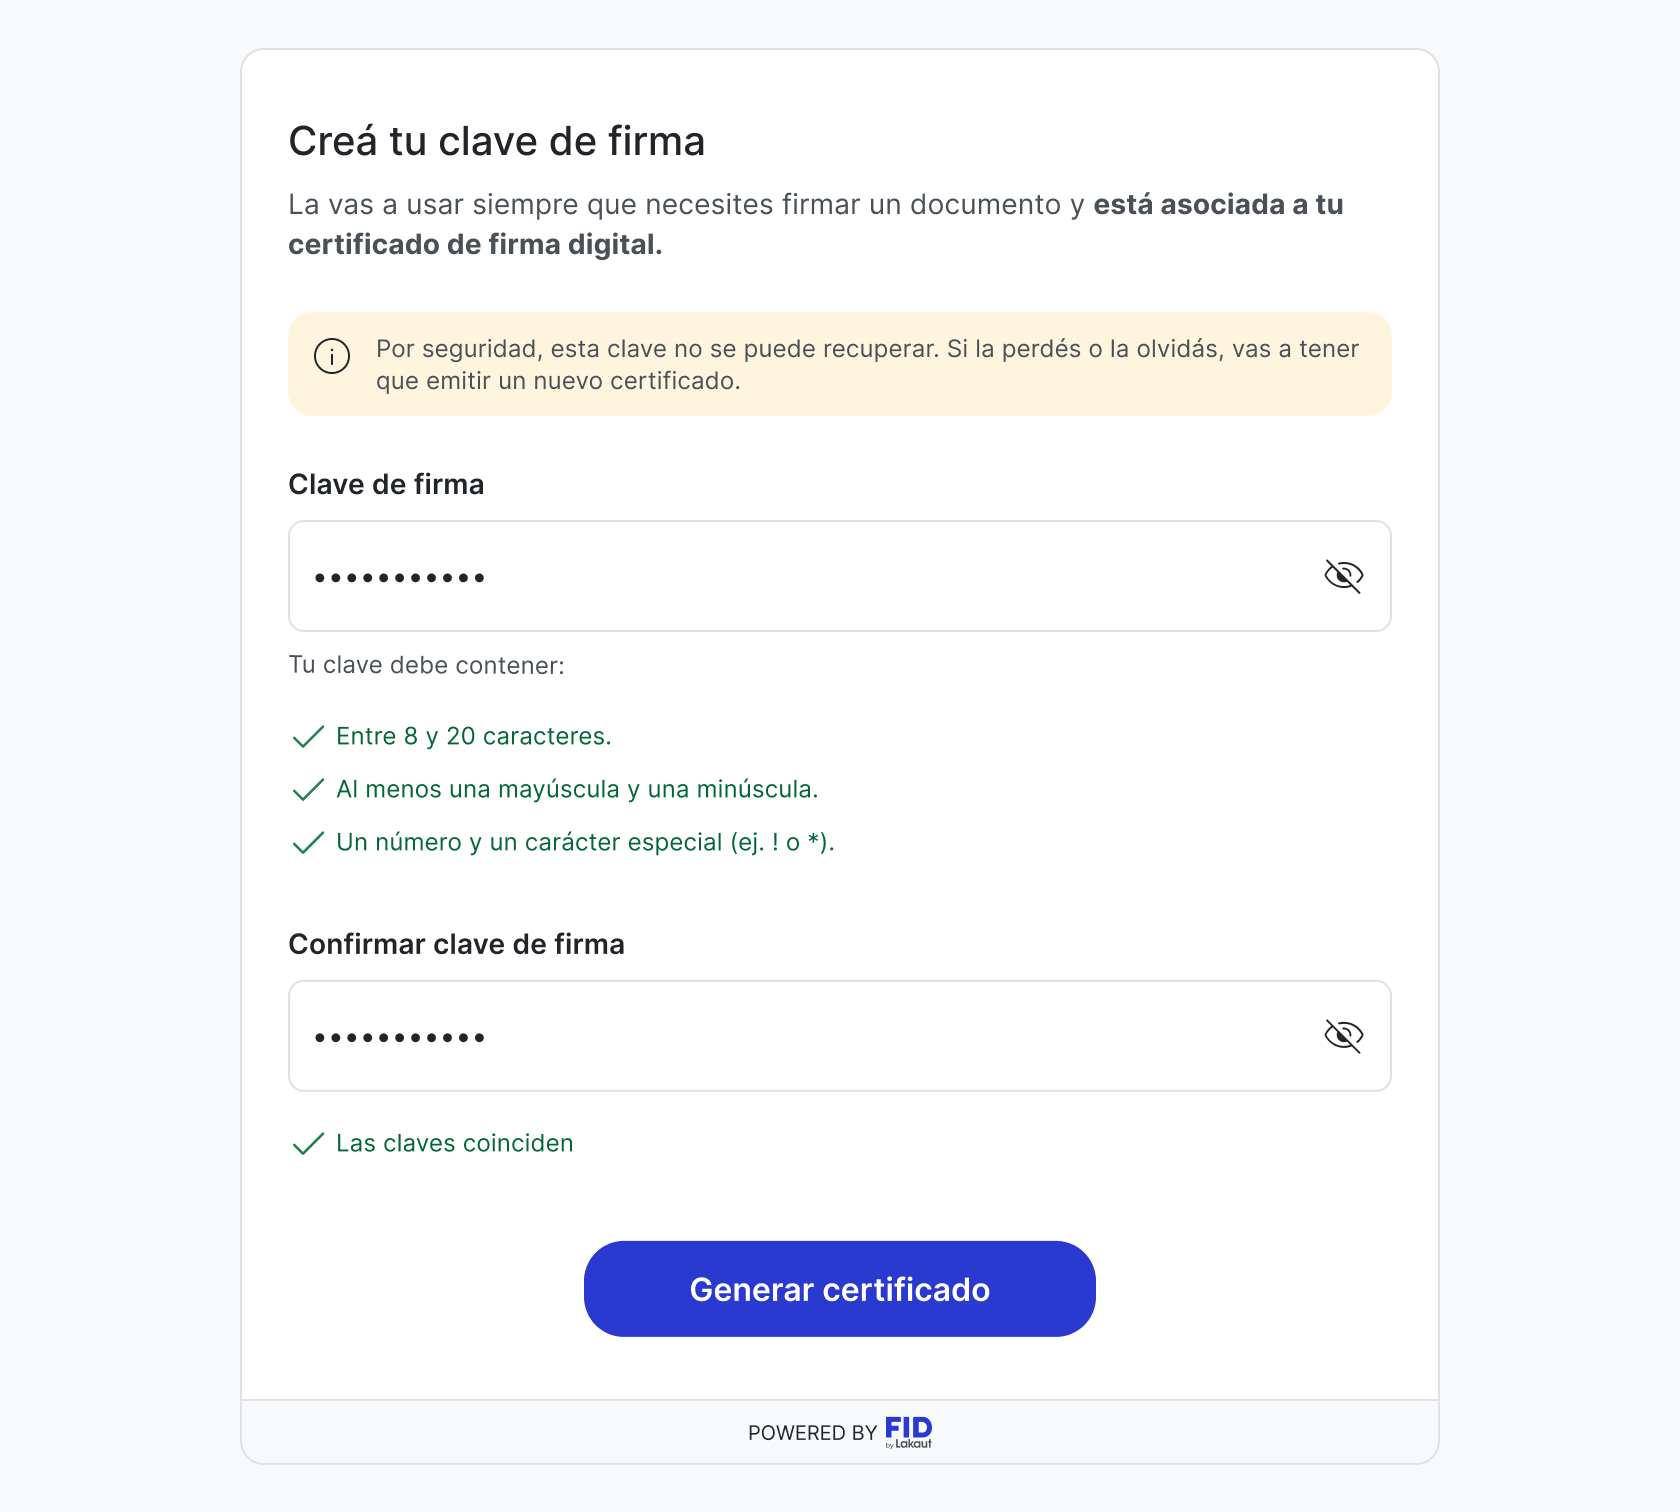 Creá tu clave de firma
La vas a usar siempre que necesites firmar un documento y está asociada a tu
certificado de firma digital.
Por seguridad, esta clave no se puede recuperar. Si la perdés o la olvidás, vas a tener
que emitir un nuevo certificado.
Clave de firma
•••••••••••
Tu clave debe contener:
Entre 8 y 20 caracteres.
Al menos una mayúscula y una minúscula.
Un número y un carácter especial (ej. ! o *).
Confirmar clave de firma
•••••••••••
Las claves coinciden
Generar certificado
POWERED BY FID
by Lakaut